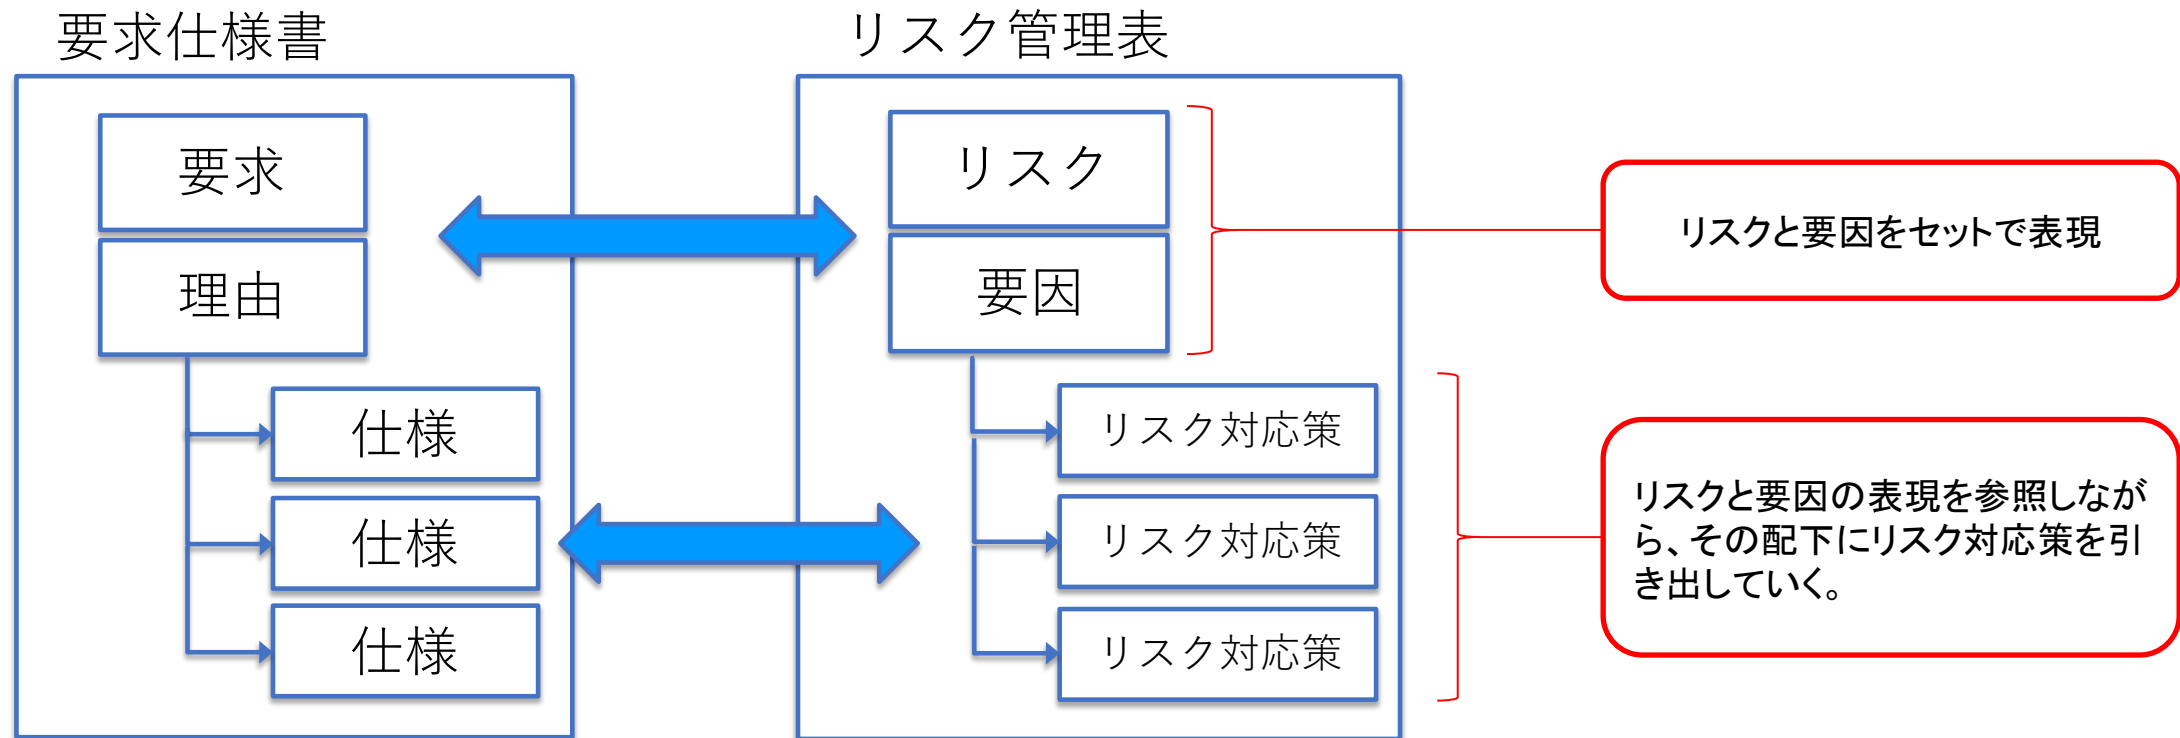 要求仕様書
リスク管理表
要求
理由
仕様
仕様
仕様
リスク
要因
リスク対応策
リスク対応策
リスク対応策
リスクと要因をセットで表現
リスクと要因の表現を参照しなが
ら、その配下にリスク対応策を引
き出していく。